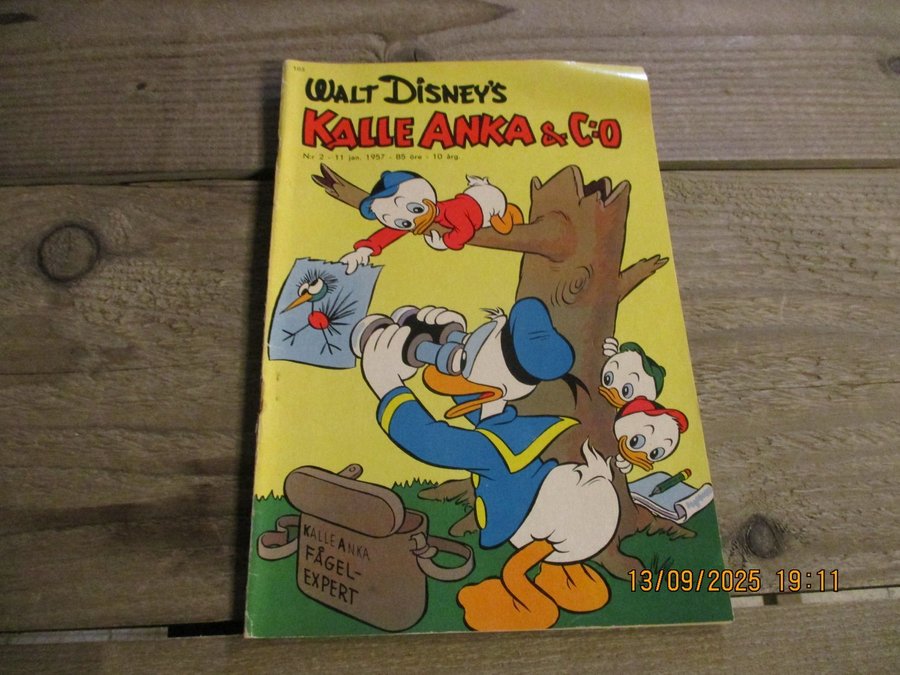 WALT DISNEY'S
KALLE ANKA & C:O
N:r 2 - 11 jan. 1957 - 85 öre - 10 årg.
KALLE ANKA
FÅGEL-
EXPERT
13/09/2025 19:11